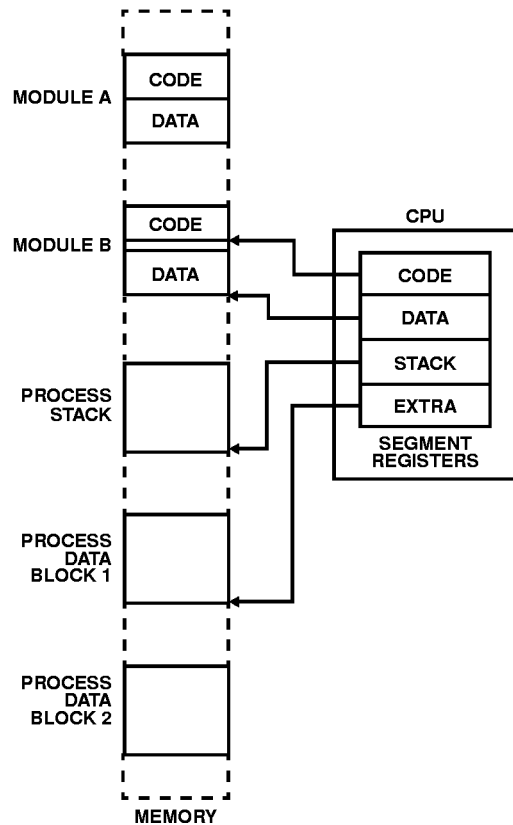 MODULE A
CODE
DATA
MODULE B
CODE
DATA
PROCESS
STACK
PROCESS
DATA
BLOCK 1
PROCESS
DATA
BLOCK 2
MEMORY
CPU
CODE
DATA
STACK
EXTRA
SEGMENT
REGISTERS